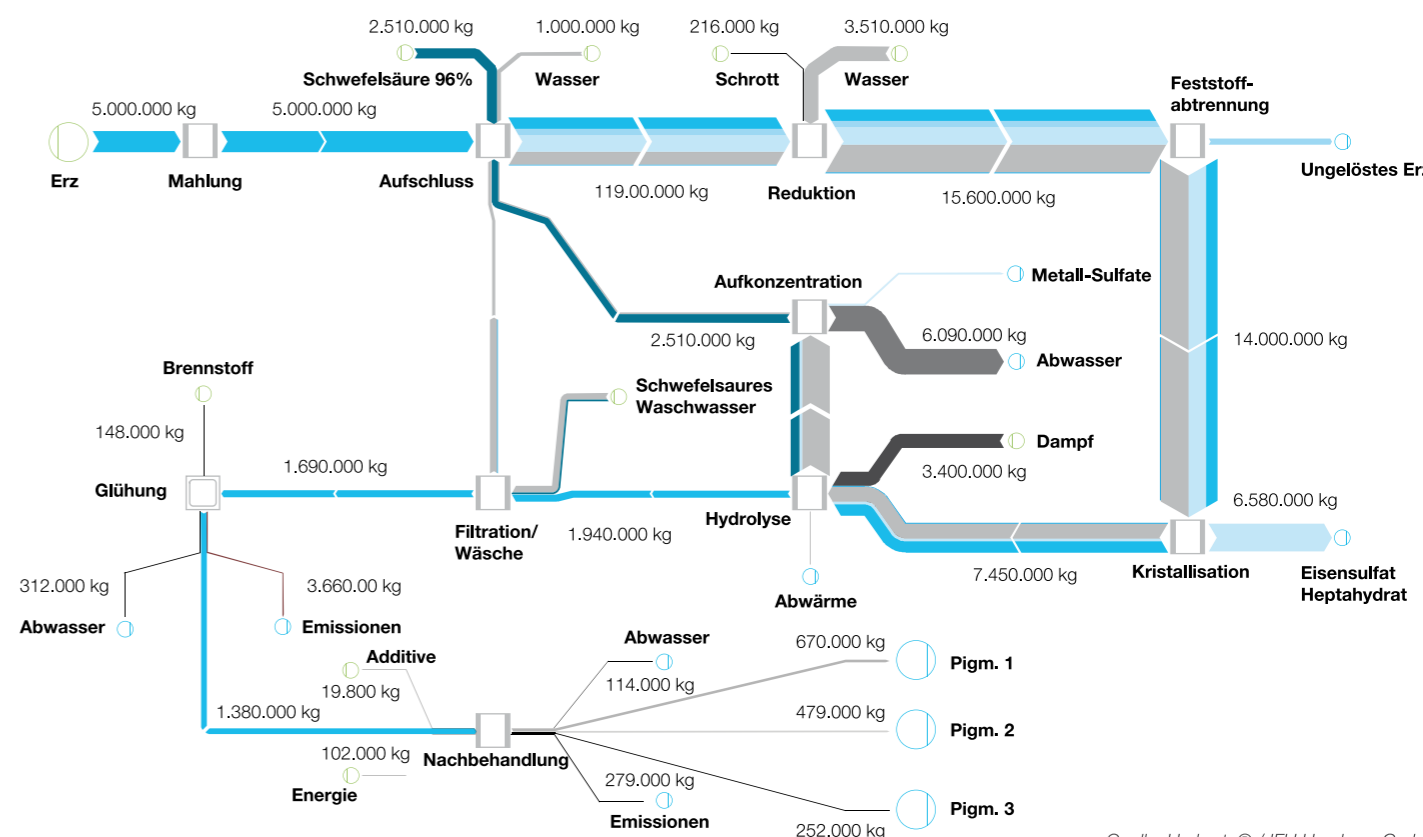 2.510.000 kg
1.000.000 kg
216.000 kg
3.510.000 kg
Schwefelsäure 96%
Wasser
Schrott
Wasser
Feststoff-
abtrennung
5.000.000 kg
5.000.000 kg
Erz
Mahlung
Aufschluss
119.00.000 kg
Reduktion
15.600.000 kg
Ungelöstes Erz
Aufkonzentration
Metall-Sulfate
2.510.000 kg
6.090.000 kg
Abwasser
14.000.000 kg
Brennstoff
148.000 kg
Schwefelsaures
Waschwasser
Dampf
3.400.000 kg
1.690.000 kg
Glühung
Filtration/
Wäsche
1.940.000 kg
Hydrolyse
6.580.000 kg
7.450.000 kg
Kristallisation
Eisensulfat
Heptahydrat
Abwärme
312.000 kg
3.660.00 kg
Abwasser
Emissionen
Abwasser
670.000 kg
Pigm. 1
Additive
19.800 kg
114.000 kg
1.380.000 kg
479.000 kg
Pigm. 2
102.000 kg
Nachbehandlung
Energie
279.000 kg
Emissionen
Pigm. 3
252.000 kg